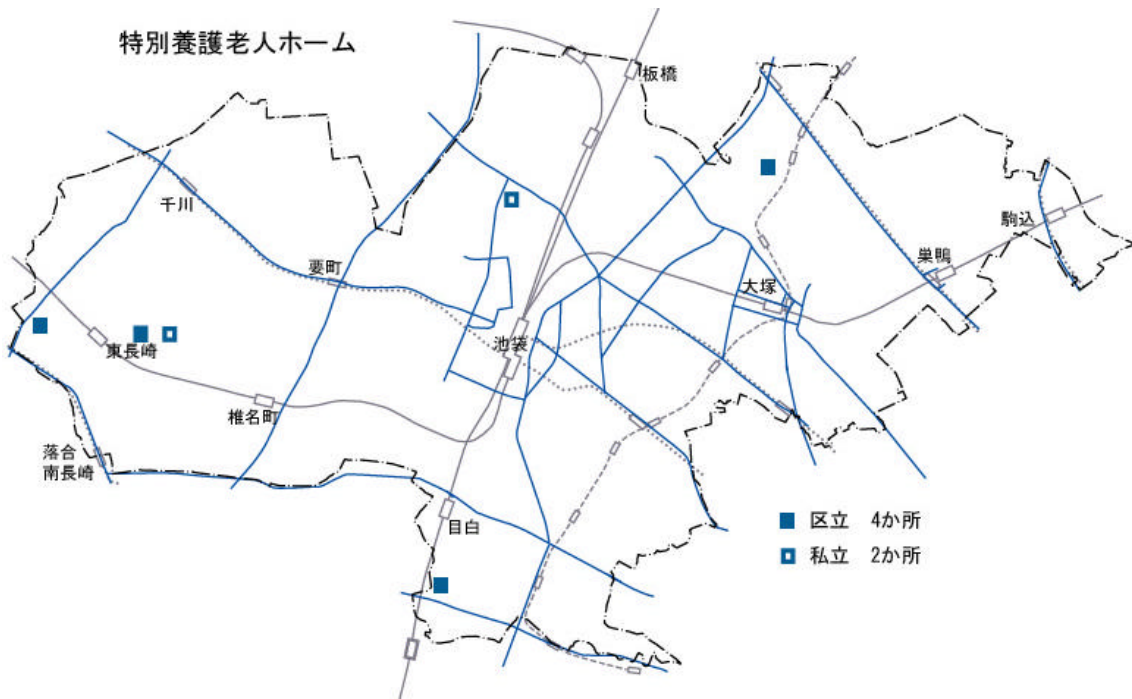 特別養護老人ホーム
板橋
千川
駒込
要町
巣鴨
大塚
池袋
東長崎
椎名町
落合
南長崎
目白
区立 4か所
私立 2か所